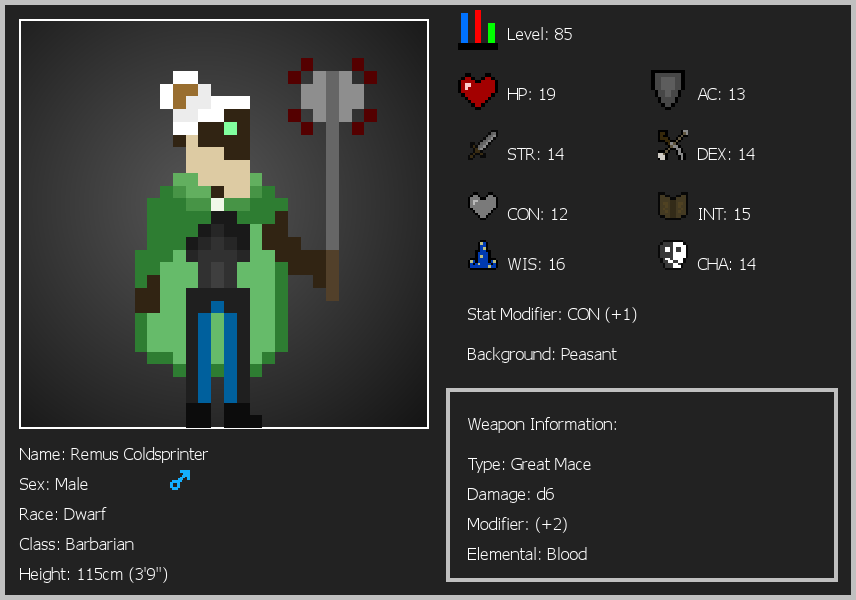 Level: 85
HP: 19
AC: 13
STR: 14
DEX: 14
CON: 12
INT: 15
WIS: 16
CHA: 14
Stat Modifier: CON (+1)
Background: Peasant
Weapon Information:
Type: Great Mace
Damage: d6
Modifier: (+2)
Elemental: Blood
Name: Remus Coldsprinter
Sex: Male
Race: Dwarf
Class: Barbarian
Height: 115cm (3'9")